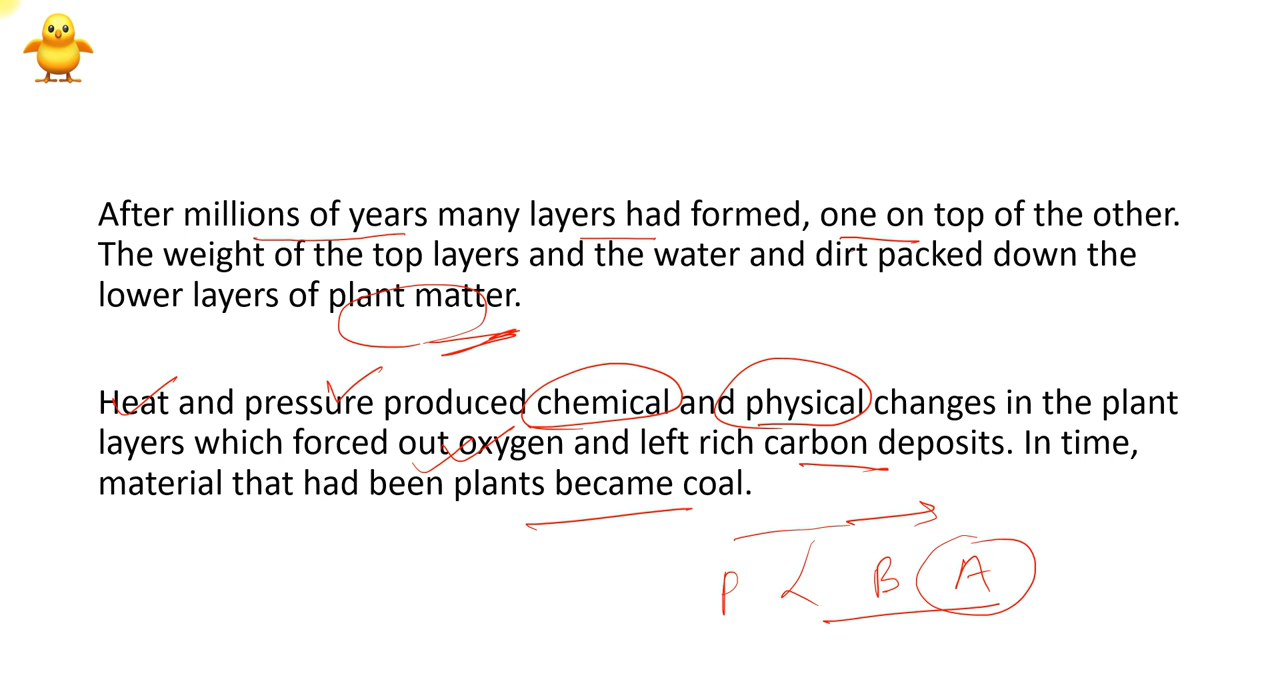 After millions of years many layers had formed, one on top of the other.
The weight of the top layers and the water and dirt packed down the
lower layers of plant matter.
Heat and pressure produced chemical and physical changes in the plant
layers which forced out oxygen and left rich carbon deposits. In time,
material that had been plants became coal.
P L B A